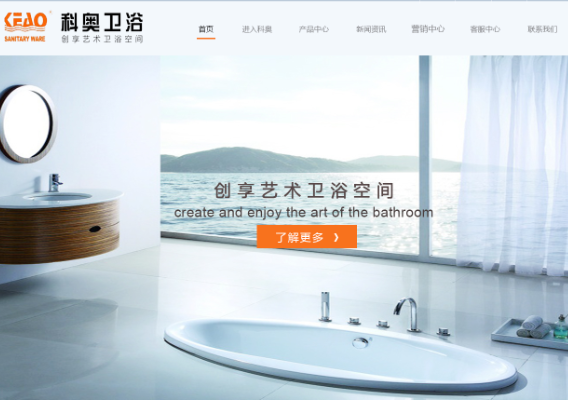 KEAO®
SANITARY WARE
科奥卫浴
创享艺术卫浴空间
首页 进入科奥 产品中心 新闻资讯 营销中心 客服中心 联系我们
创享艺术卫浴空间
create and enjoy the art of the bathroom
了解更多 》